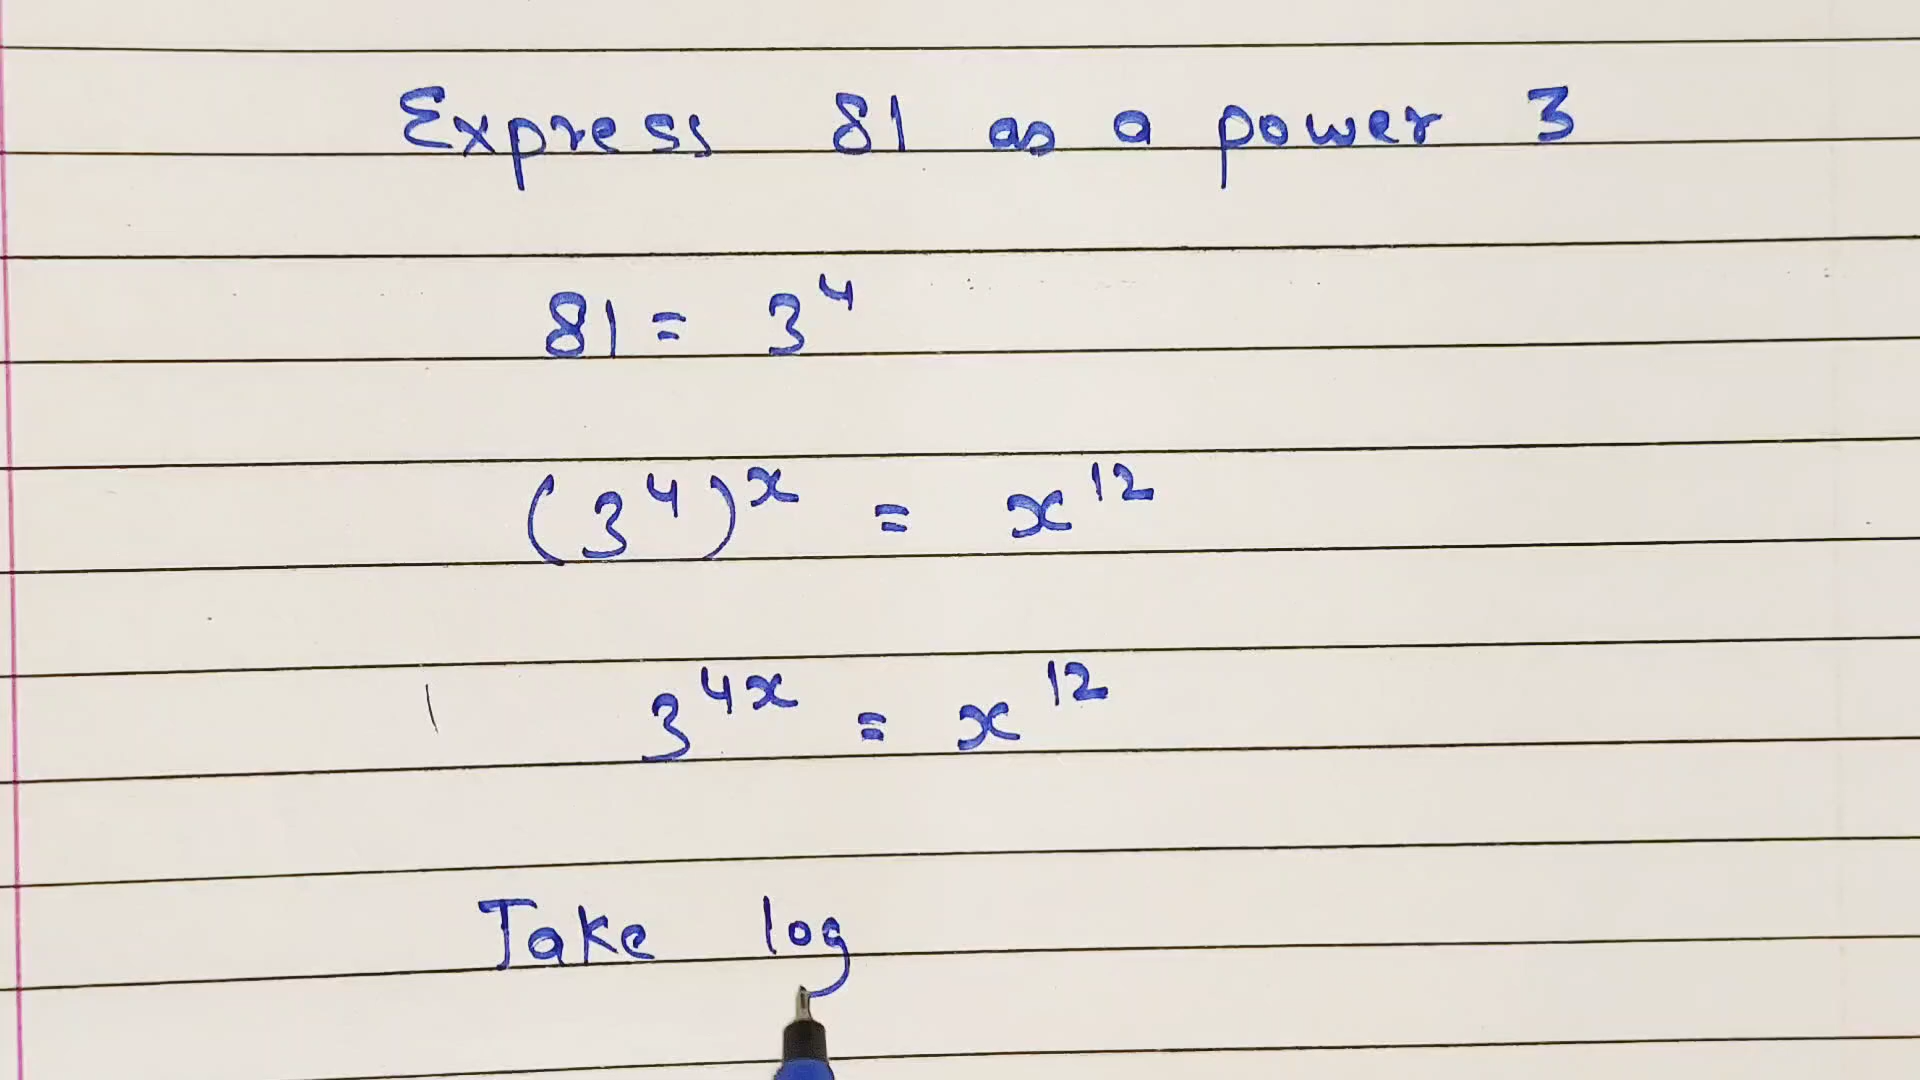 Express 81 as a power 3
81 = 3⁴
(3⁴)ˣ = x¹²
3⁴ˣ = x¹²
Take log